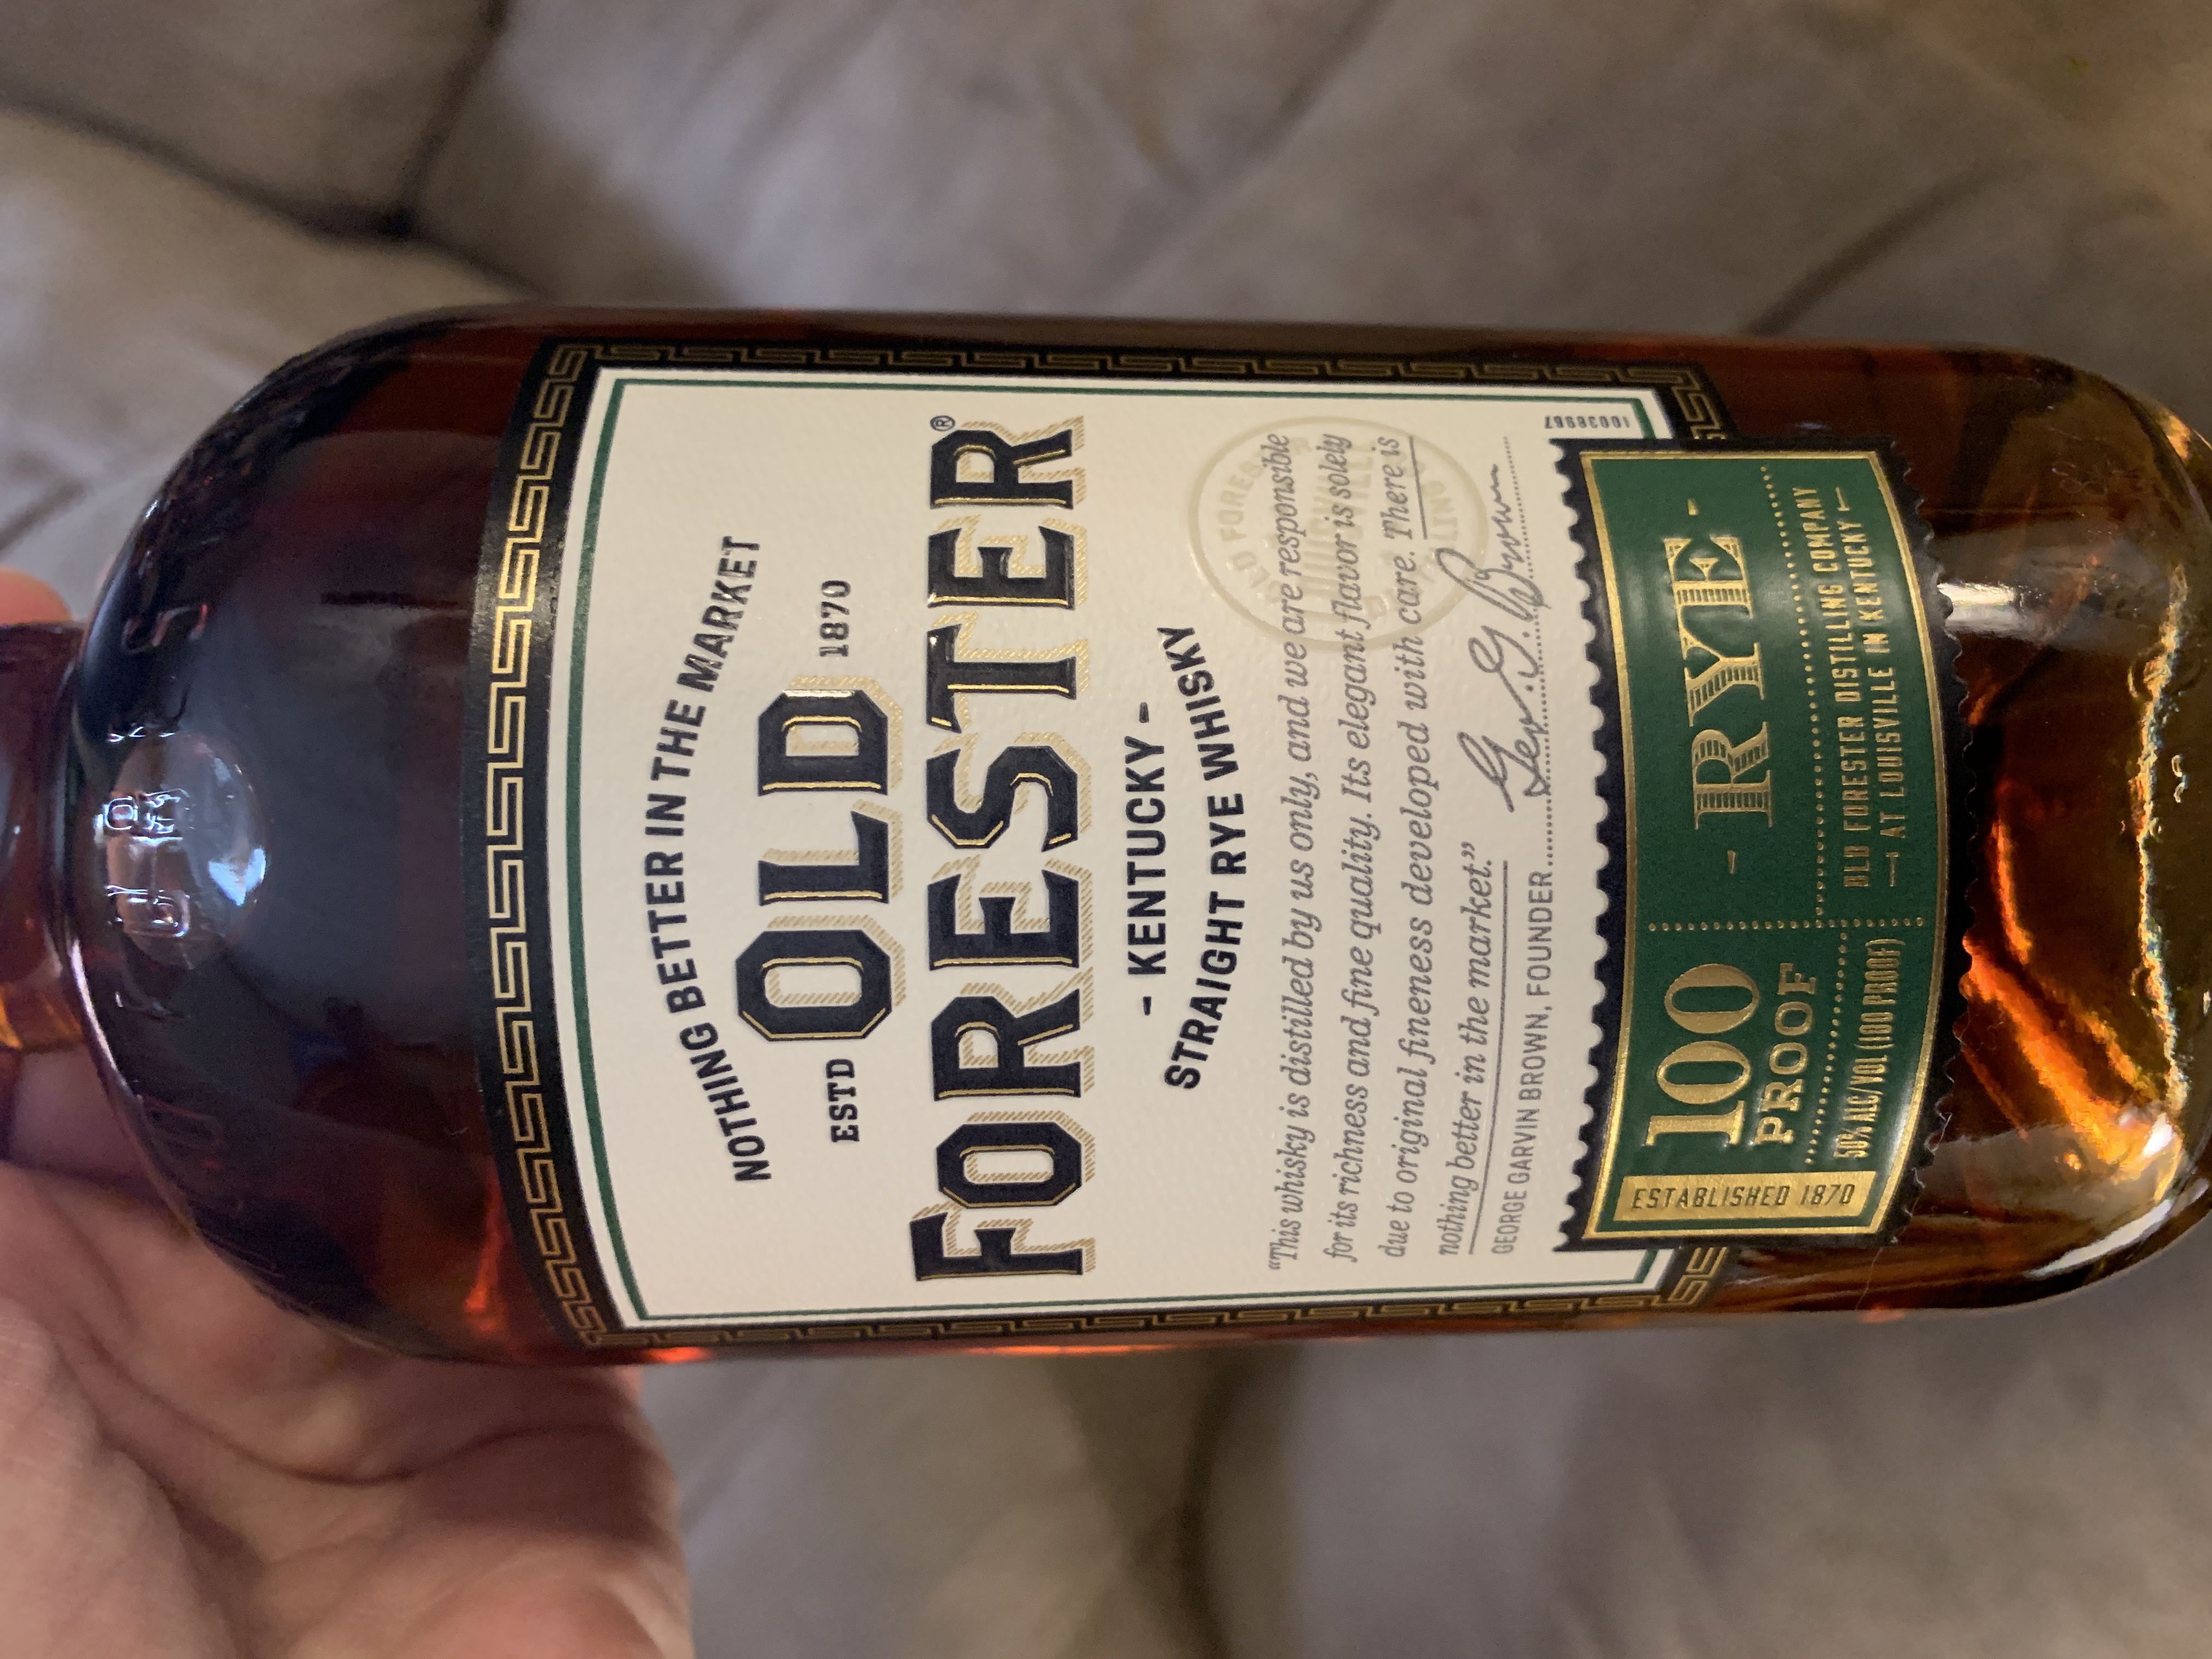 NOTHING BETTER IN THE MARKET
ESTD OLD 1870
FORESTER®
- KENTUCKY -
STRAIGHT RYE WHISKY
"This whisky is distilled by us only, and we are responsible
for its richness and fine quality. Its elegant flavor is solely
due to original fineness developed with care. There is
nothing better in the market."
GEORGE GARVIN BROWN, FOUNDER Geo. G. Brown
ESTABLISHED 1870
100
PROOF
50% ALC/VOL (100 PROOF)
- RYE -
OLD FORESTER DISTILLING COMPANY
AT LOUISVILLE IN KENTUCKY